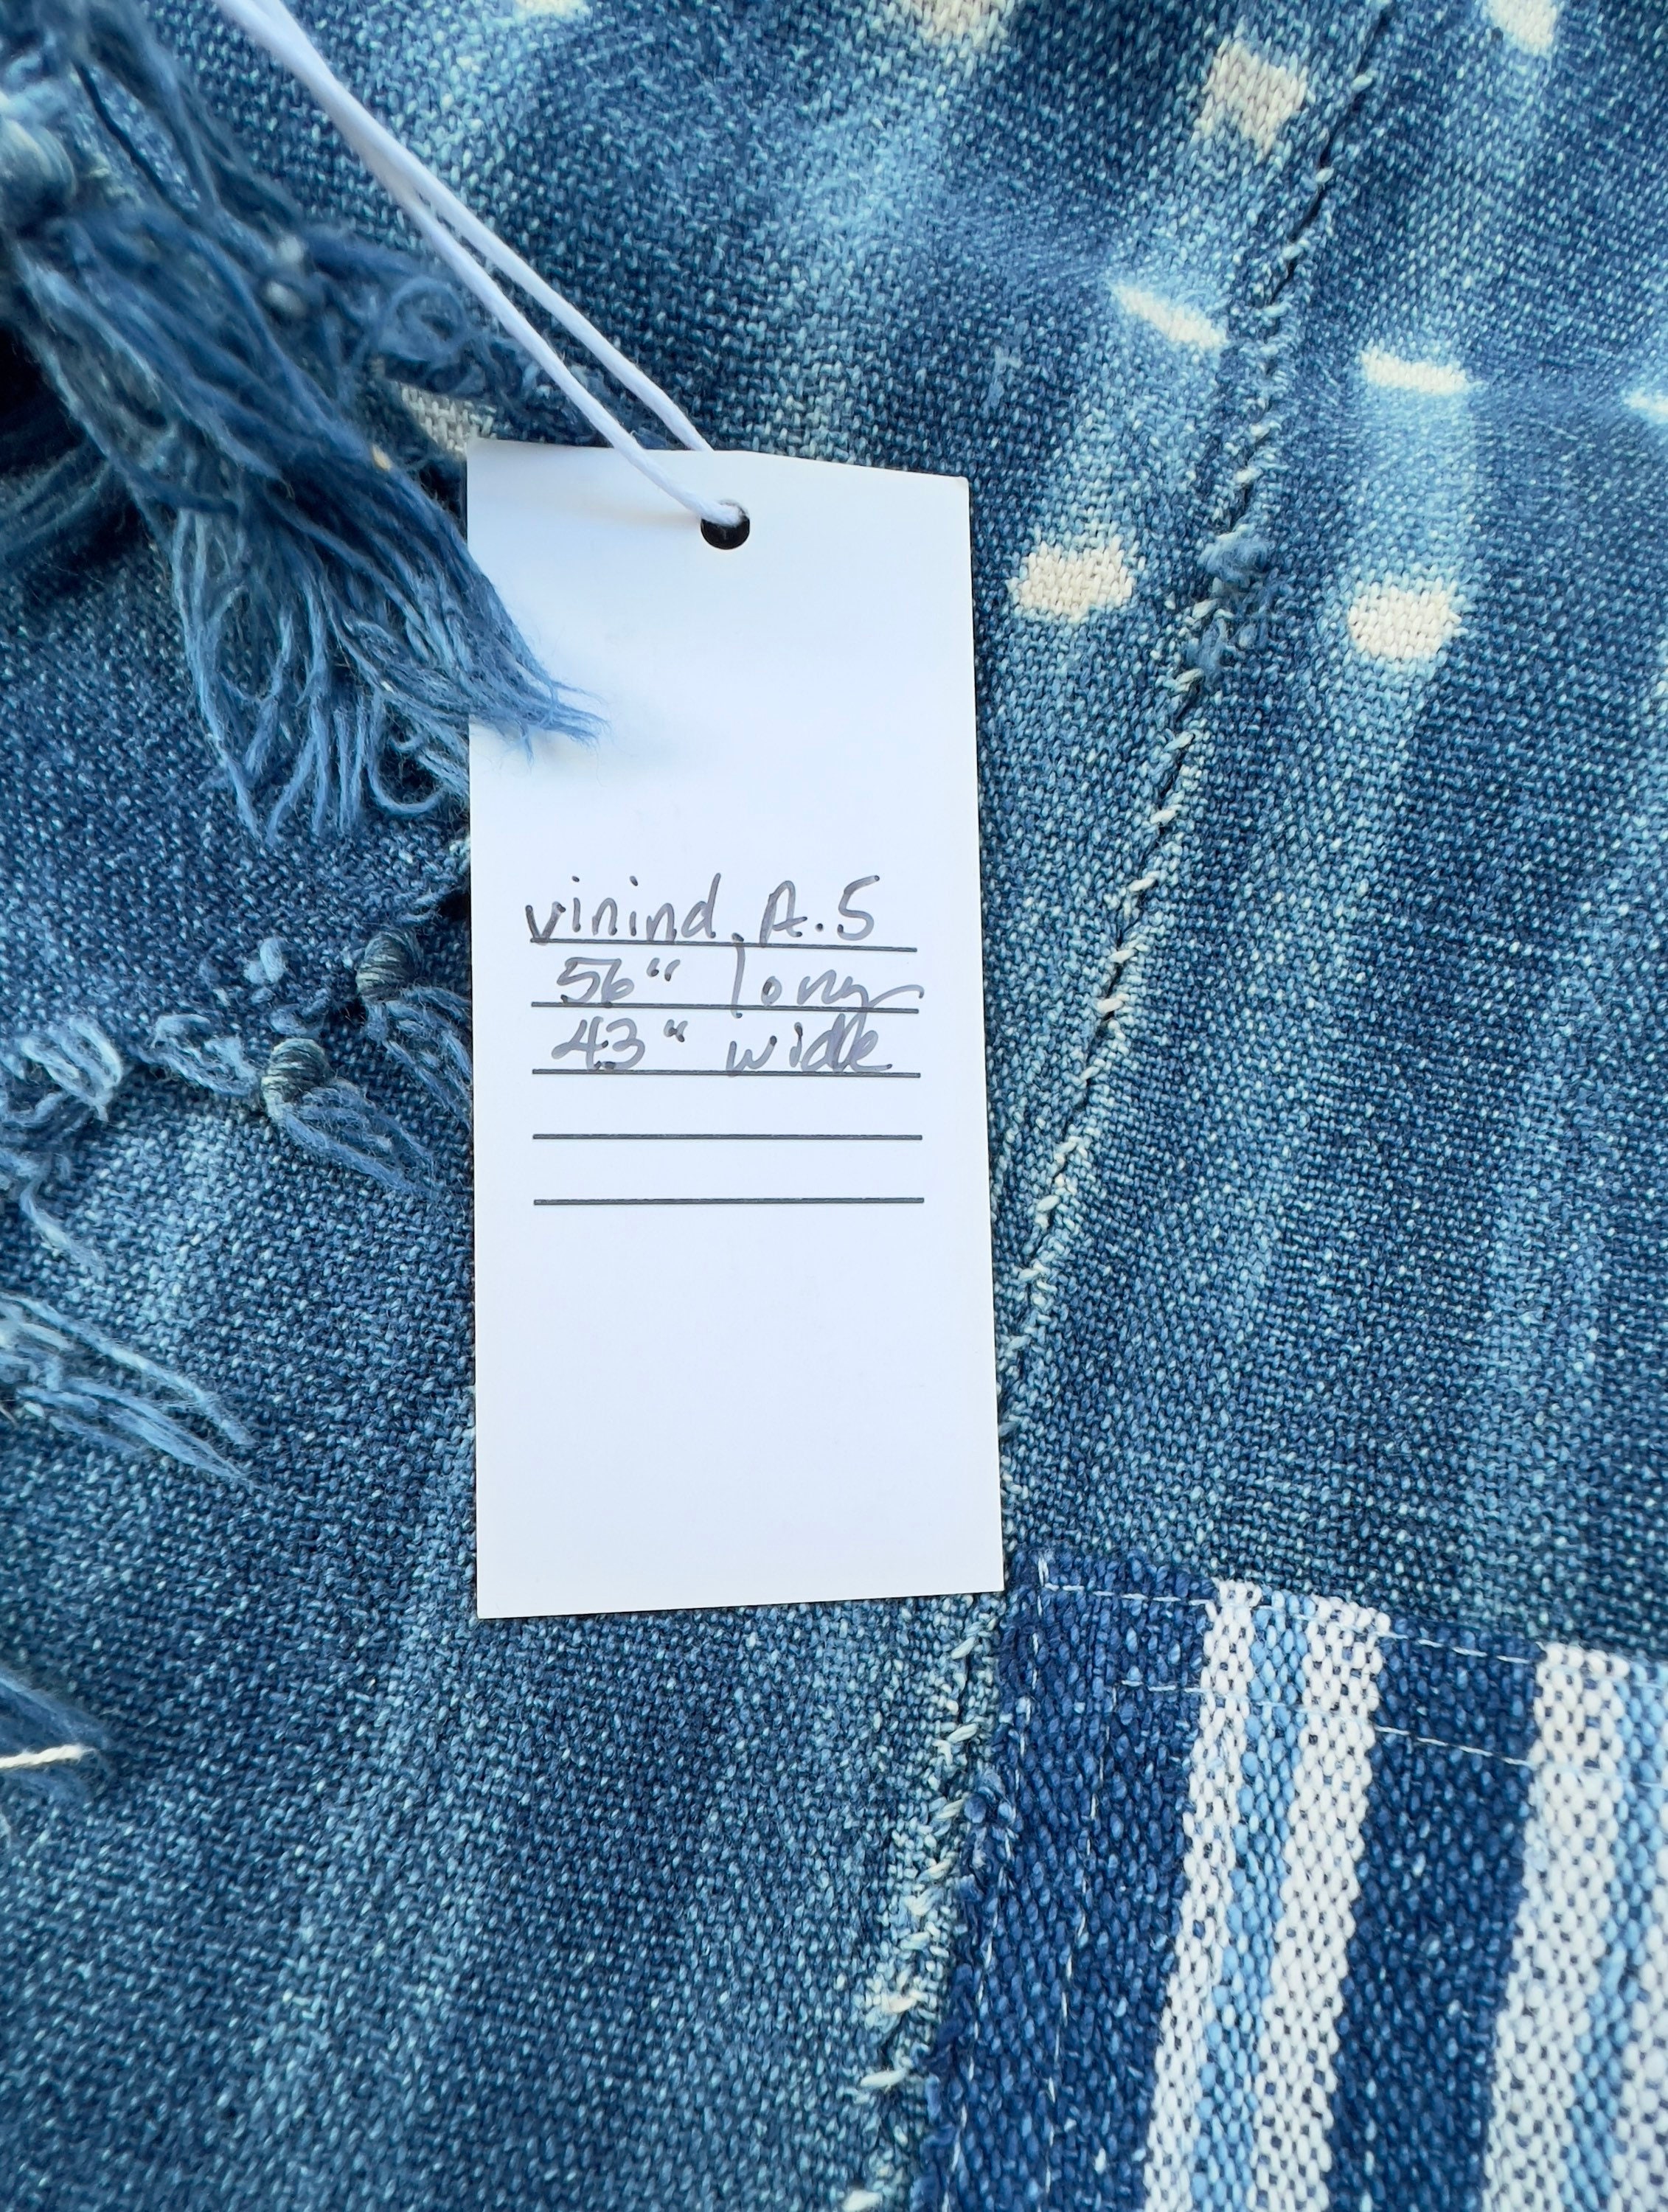 vinind. A.5
56" long
43" wide